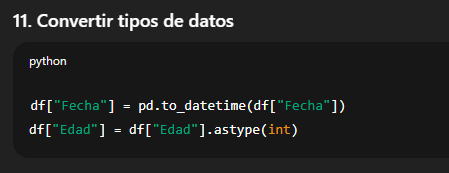 11. Convertir tipos de datos
python
df["Fecha"] = pd.to_datetime(df["Fecha"])
df["Edad"] = df["Edad"].astype(int)